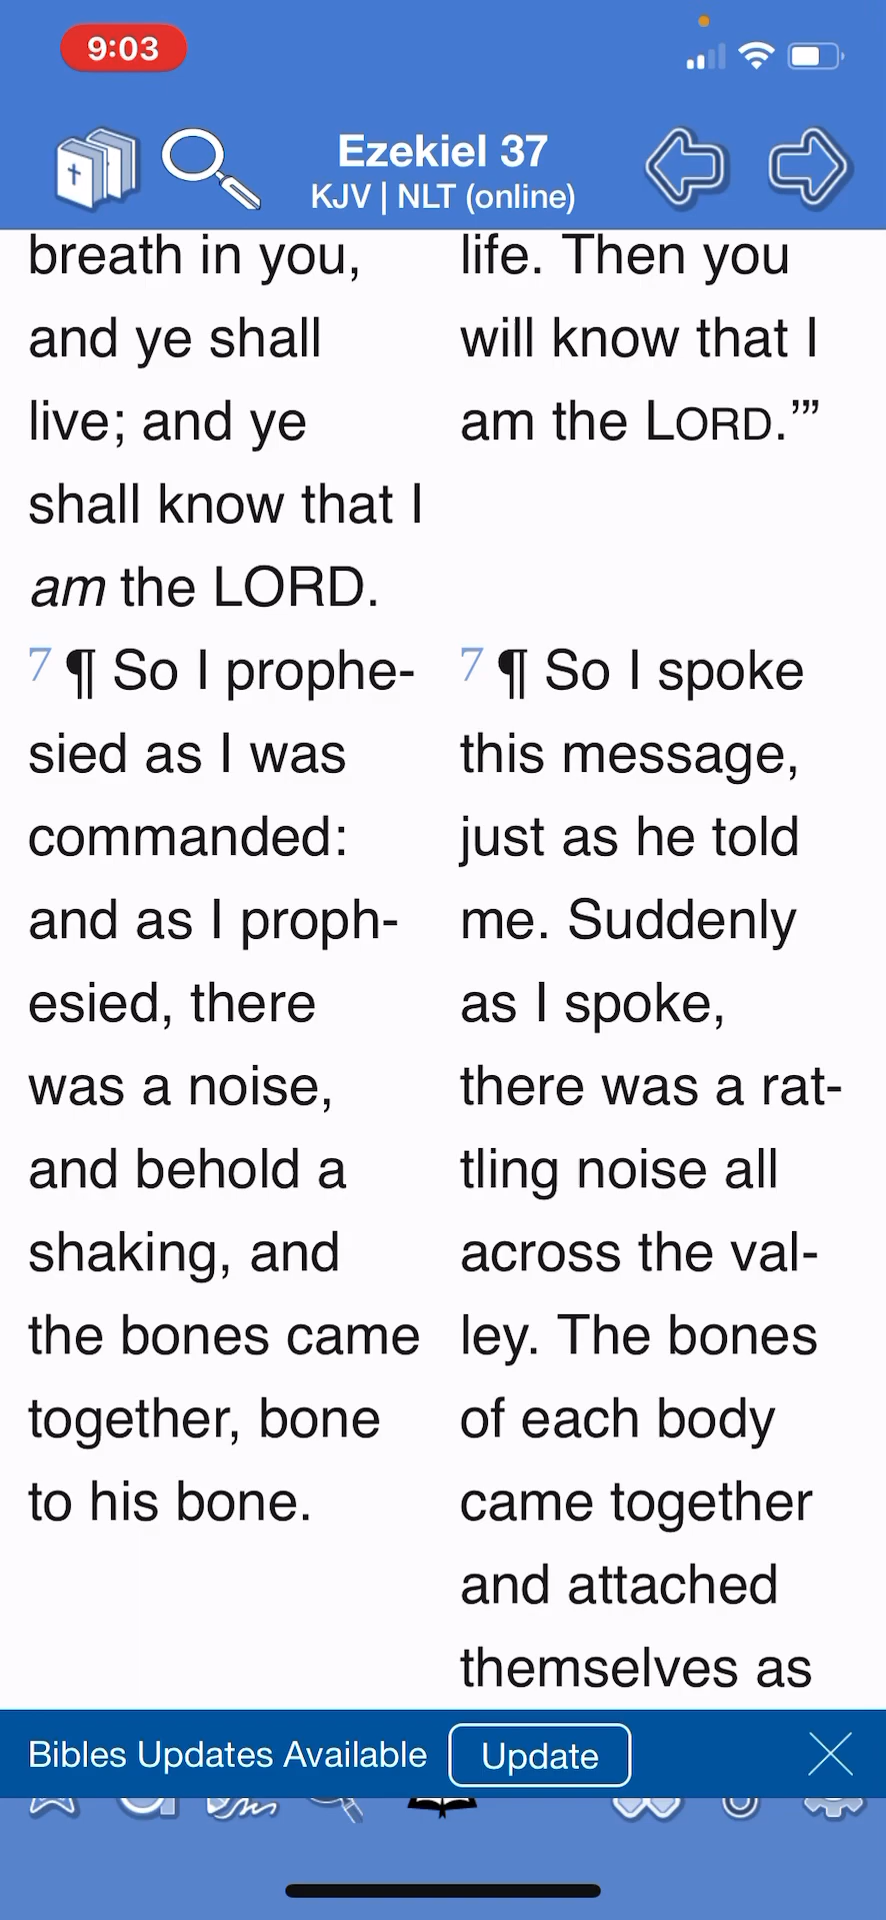 9:03
Ezekiel 37
KJV | NLT (online)
breath in you,
and ye shall
live; and ye
shall know that I
am the LORD.
7 ¶ So I prophe-
sied as I was
commanded:
and as I proph-
esied, there
was a noise,
and behold a
shaking, and
the bones came
together, bone
to his bone.
life. Then you
will know that I
am the LORD.’”
7 ¶ So I spoke
this message,
just as he told
me. Suddenly
as I spoke,
there was a rat-
tling noise all
across the val-
ley. The bones
of each body
came together
and attached
themselves as
Bibles Updates Available
Update